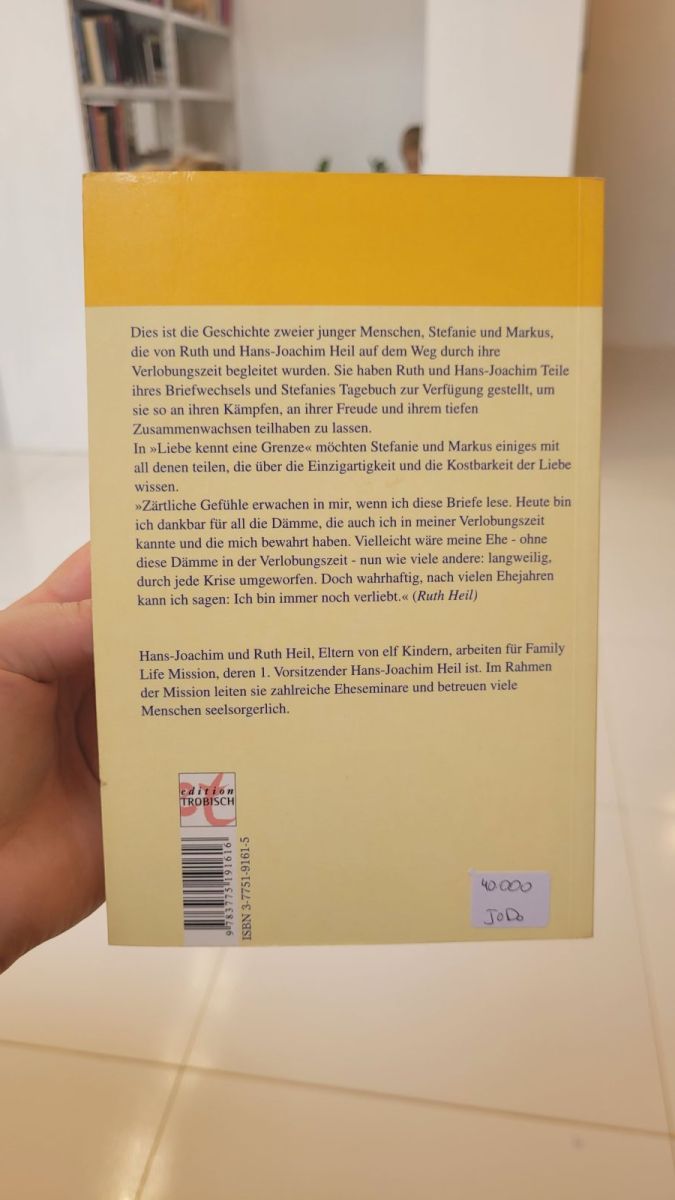 Dies ist die Geschichte zweier junger Menschen, Stefanie und Markus,
die von Ruth und Hans-Joachim Heil auf dem Weg durch ihre
Verlobungszeit begleitet wurden. Sie haben Ruth und Hans-Joachim Teile
ihres Briefwechsels und Stefanies Tagebuch zur Verfügung gestellt, um
sie so an ihren Kämpfen, an ihrer Freude und ihrem tiefen
Zusammenwachsen teilhaben zu lassen.
In »Liebe kennt eine Grenze« möchten Stefanie und Markus einiges mit
all denen teilen, die über die Einzigartigkeit und die Kostbarkeit der Liebe
wissen.
»Zärtliche Gefühle erwachen in mir, wenn ich diese Briefe lese. Heute bin
ich dankbar für all die Dämme, die auch ich in meiner Verlobungszeit
kannte und die mich bewahrt haben. Vielleicht wäre meine Ehe - ohne
diese Dämme in der Verlobungszeit - nun wie viele andere: langweilig,
durch jede Krise umgeworfen. Doch wahrhaftig, nach vielen Ehejahren
kann ich sagen: Ich bin immer noch verliebt.« (Ruth Heil)
Hans-Joachim und Ruth Heil, Eltern von elf Kindern, arbeiten für Family
Life Mission, deren 1. Vorsitzender Hans-Joachim Heil ist. Im Rahmen
der Mission leiten sie zahlreiche Eheseminare und betreuen viele
Menschen seelsorgerlich.
edition
TROBISCH
9 783775 191616
ISBN 3-7751-9161-5
40.000
JoDo